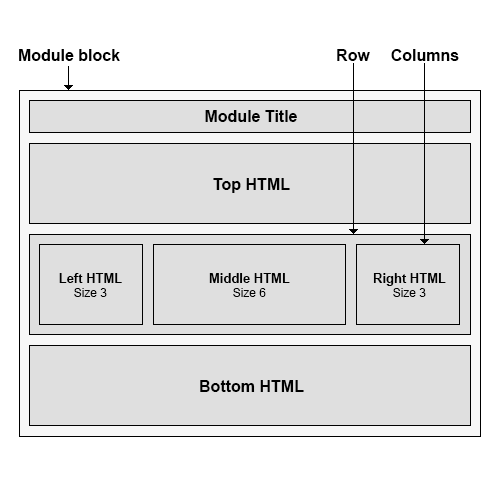 Module block
Row
Columns
Module Title
Top HTML
Left HTML
Size 3
Middle HTML
Size 6
Right HTML
Size 3
Bottom HTML